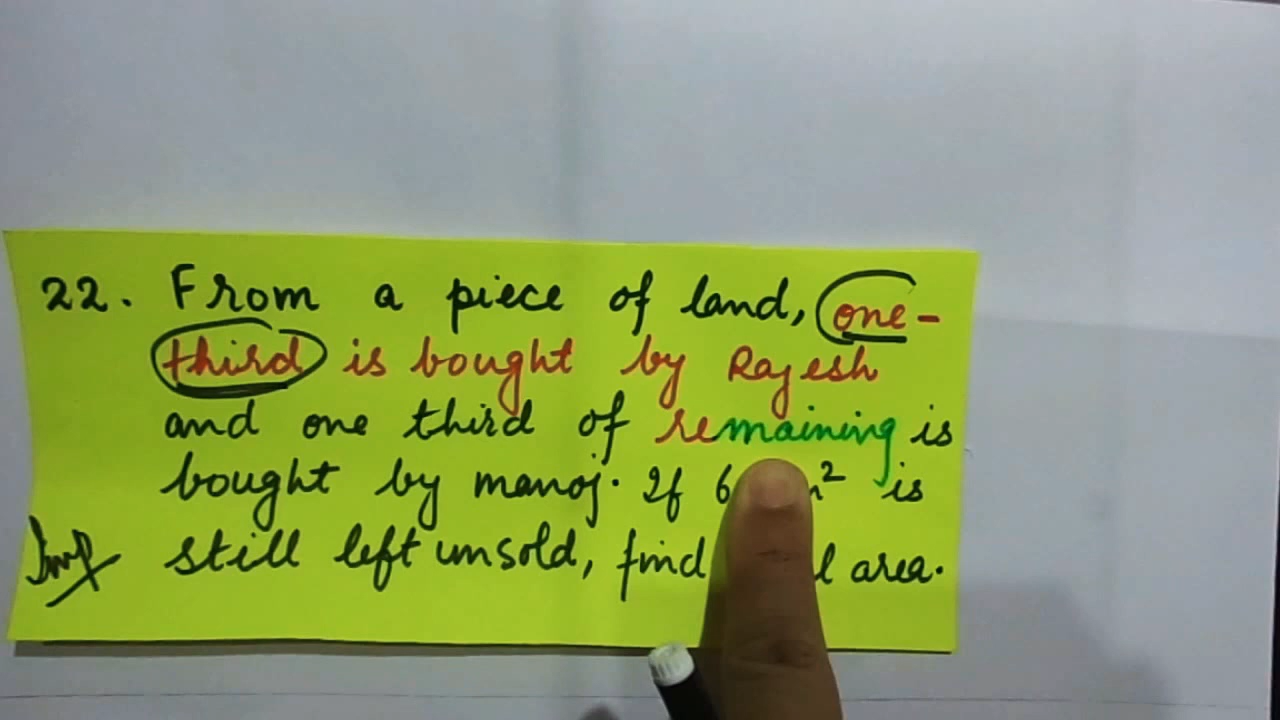 22. From a piece of land, one-
third is bought by Rajesh
and one third of remaining is
bought by manoj. If 6 m² is
Imp still left unsold, find area.